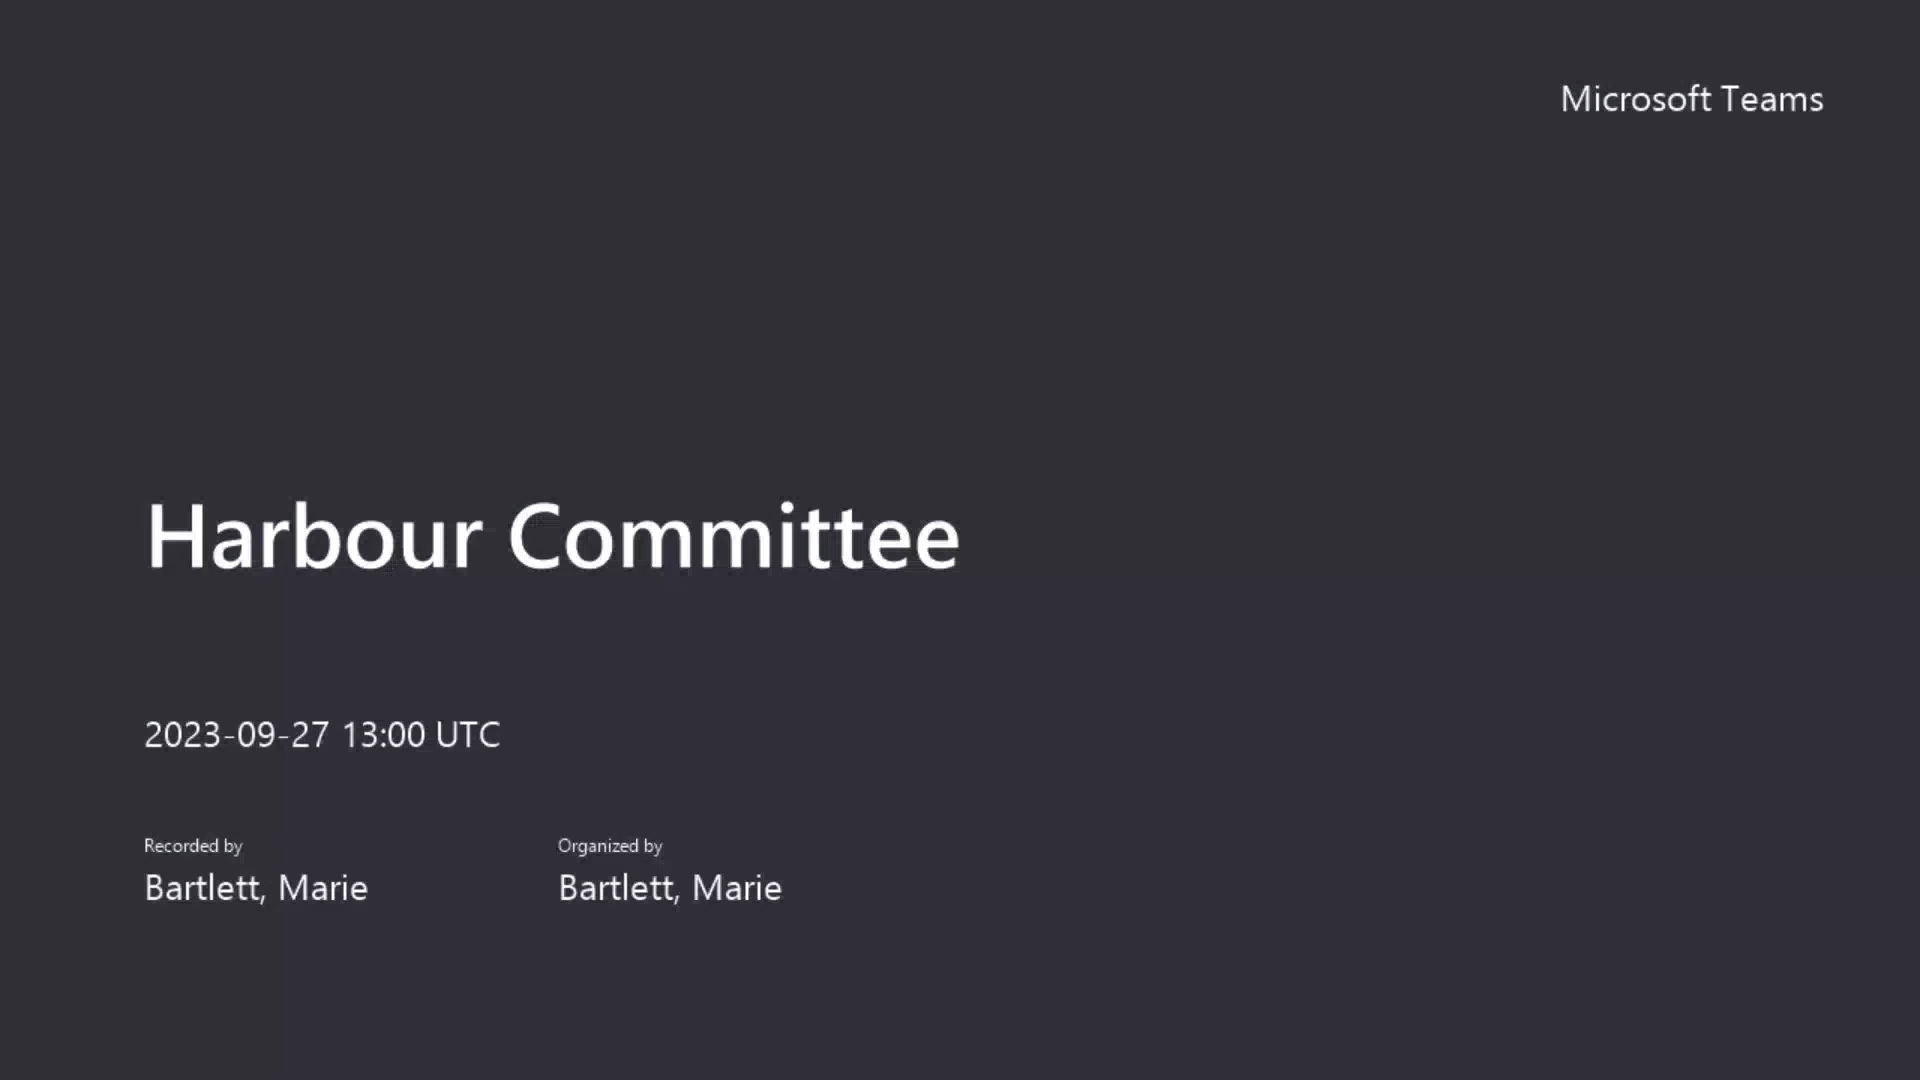 Microsoft Teams
Harbour Committee
2023-09-27 13:00 UTC
Recorded by
Bartlett, Marie
Organized by
Bartlett, Marie